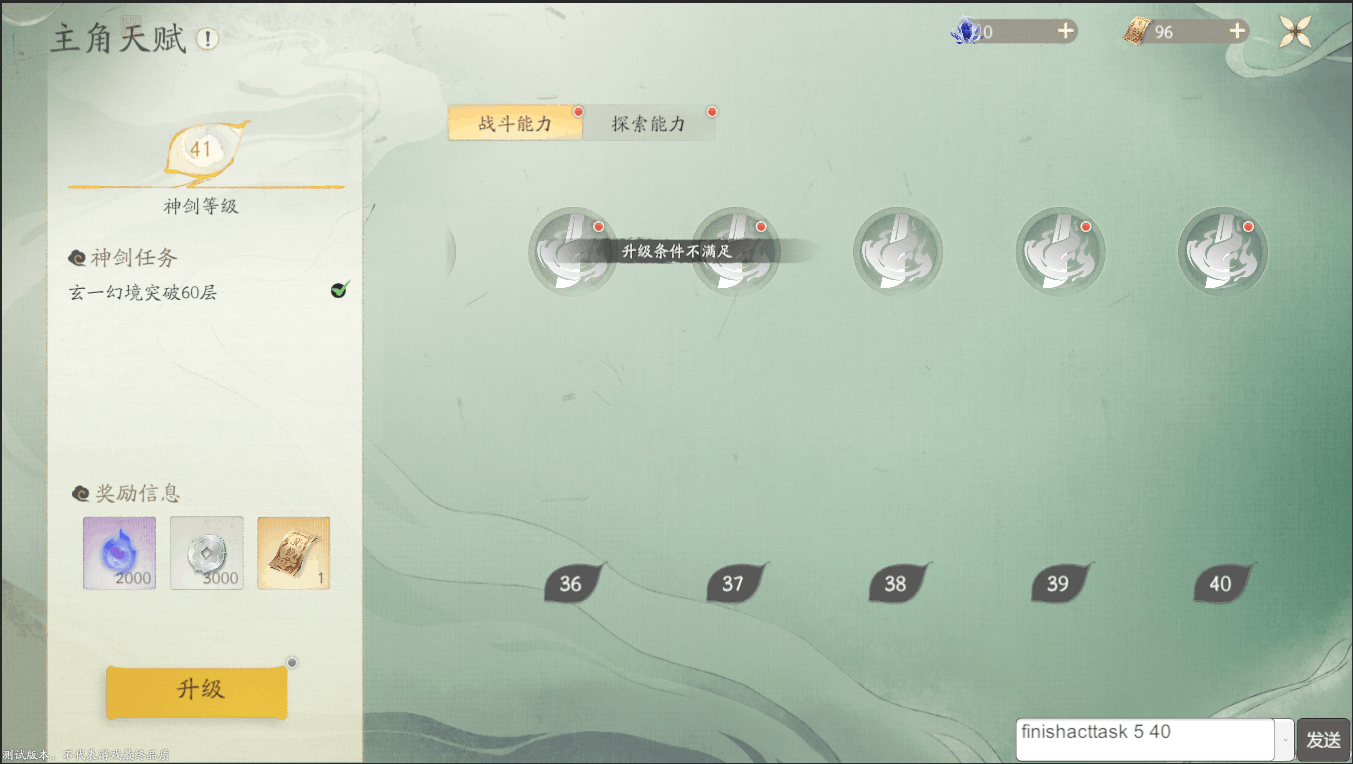 主角天赋
!
0
+
96
+
41
神剑等级
神剑任务
玄一幻境突破60层
奖励信息
2000
3000
1
升级
战斗能力
探索能力
升级条件不满足
36
37
38
39
40
测试版本，不代表游戏最终品质
finishacttask 5 40
发送